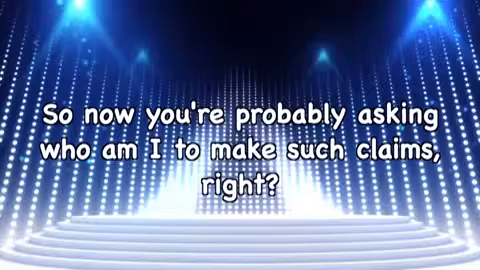 So now you're probably asking
who am I to make such claims,
right?